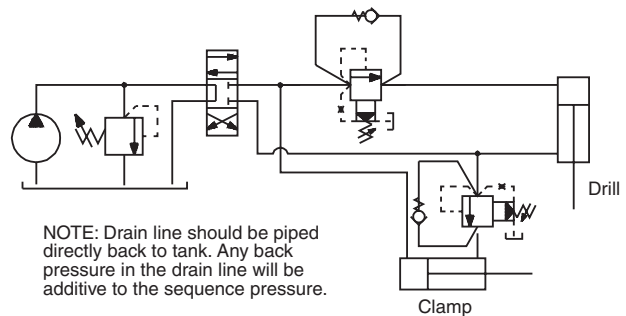 Drill
NOTE: Drain line should be piped
directly back to tank. Any back
pressure in the drain line will be
additive to the sequence pressure.
Clamp